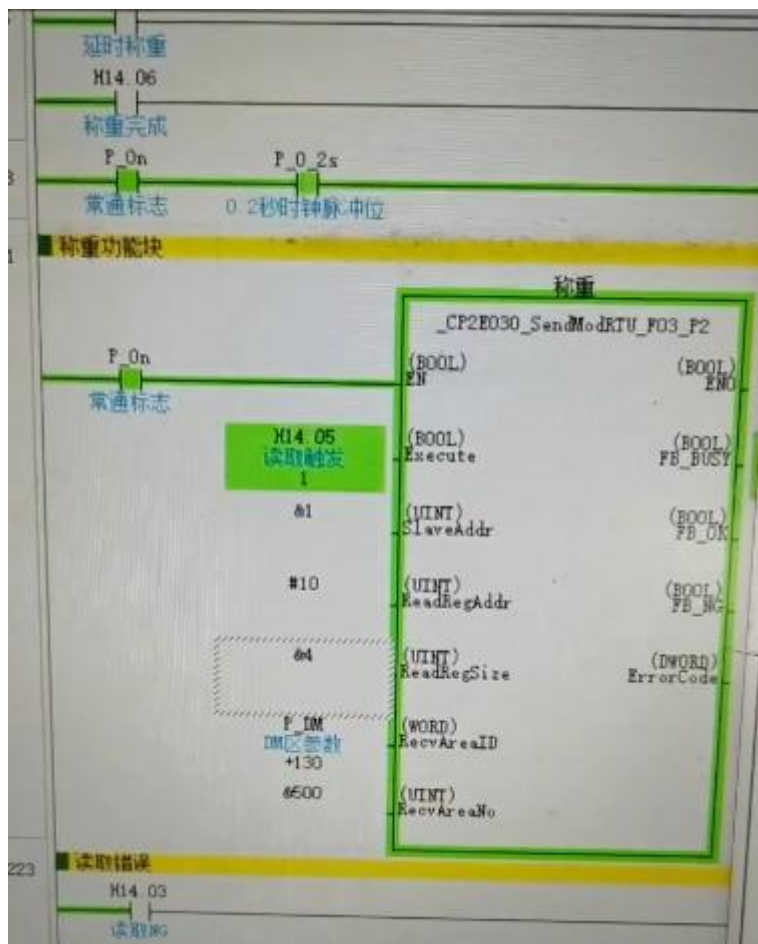 延时称重
H14.06
称重完成
P_On P_0_2s
常通标志 0.2秒时钟脉冲位
称重功能块
称重
_CP2E030_SendModRTU_F03_P2
P_On
常通标志
(BOOL) (BOOL)
EN ENO
H14.05
读取触发
1
(BOOL) (BOOL)
Execute FB_BUSY
&1 (UINT) (BOOL)
SlaveAddr FB_OK
#10 (UINT) (BOOL)
ReadRegAddr FB_NG
&4 (UINT) (DWORD)
ReadRegSize ErrorCode
P_DM (WORD)
DM区参数 RecvAreaID
+130
&500 (UINT)
RecvAreaNo
223 读取错误
H14.03
读取NG